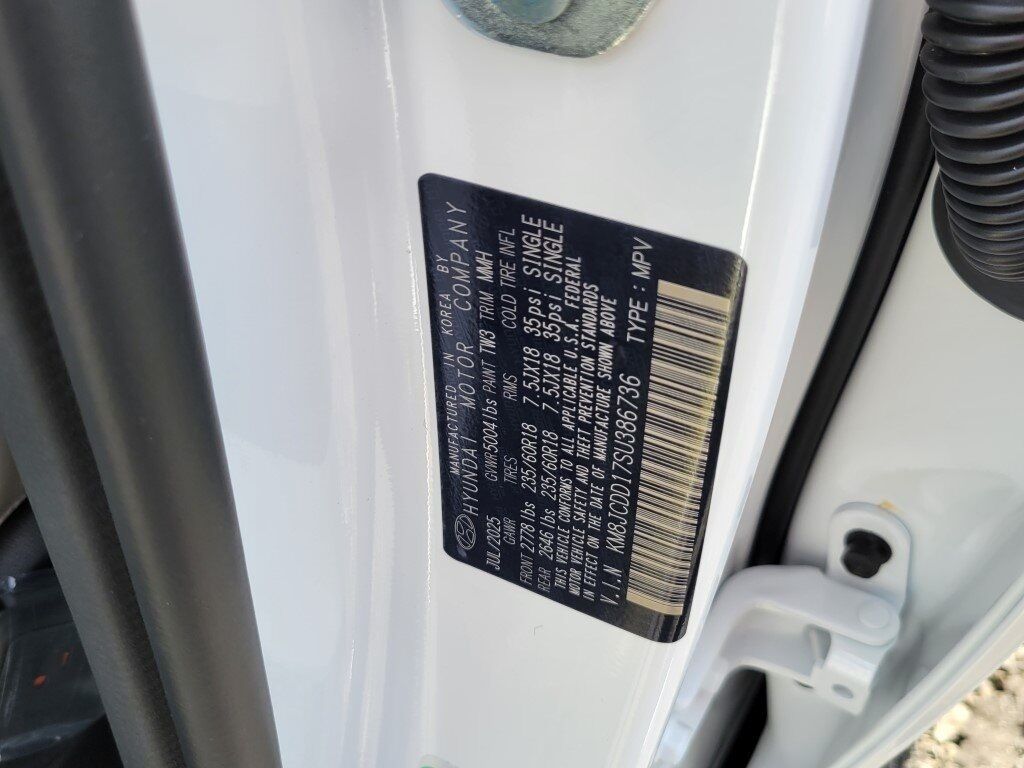 MANUFACTURED IN KOREA BY
HYUNDAI MOTOR COMPANY
JUL/2025 GVWR 5004 lbs PAINT TW3 TRIM MMH
GAWR TIRES RIMS COLD TIRE INFL
FRONT 2778 lbs 235/60R18 7.5JX18 35psi SINGLE
REAR 2646 lbs 235/60R18 7.5JX18 35psi SINGLE
THIS VEHICLE CONFORMS TO ALL APPLICABLE U.S.A. FEDERAL
MOTOR VEHICLE SAFETY AND THEFT PREVENTION STANDARDS
IN EFFECT ON THE DATE OF MANUFACTURE SHOWN ABOVE
V.I.N TYPE : MPV